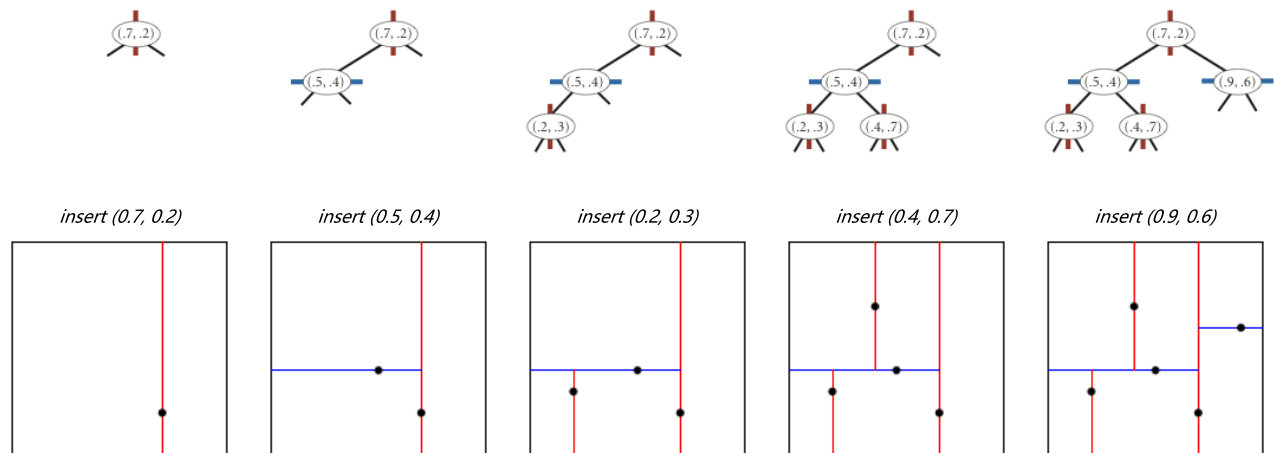 (.7, .2)
(.7, .2)
(.5, .4)
(.7, .2)
(.5, .4)
(.2, .3)
(.7, .2)
(.5, .4)
(.2, .3) (.4, .7)
(.7, .2)
(.5, .4) (.9, .6)
(.2, .3) (.4, .7)
insert (0.7, 0.2)
insert (0.5, 0.4)
insert (0.2, 0.3)
insert (0.4, 0.7)
insert (0.9, 0.6)